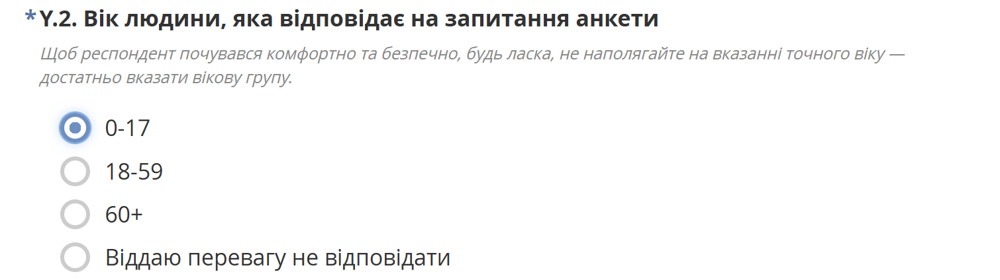 *Y.2. Вік людини, яка відповідає на запитання анкети
Щоб респондент почувався комфортно та безпечно, будь ласка, не наполягайте на вказанні точного віку —
достатньо вказати вікову групу.
0-17
18-59
60+
Віддаю перевагу не відповідати